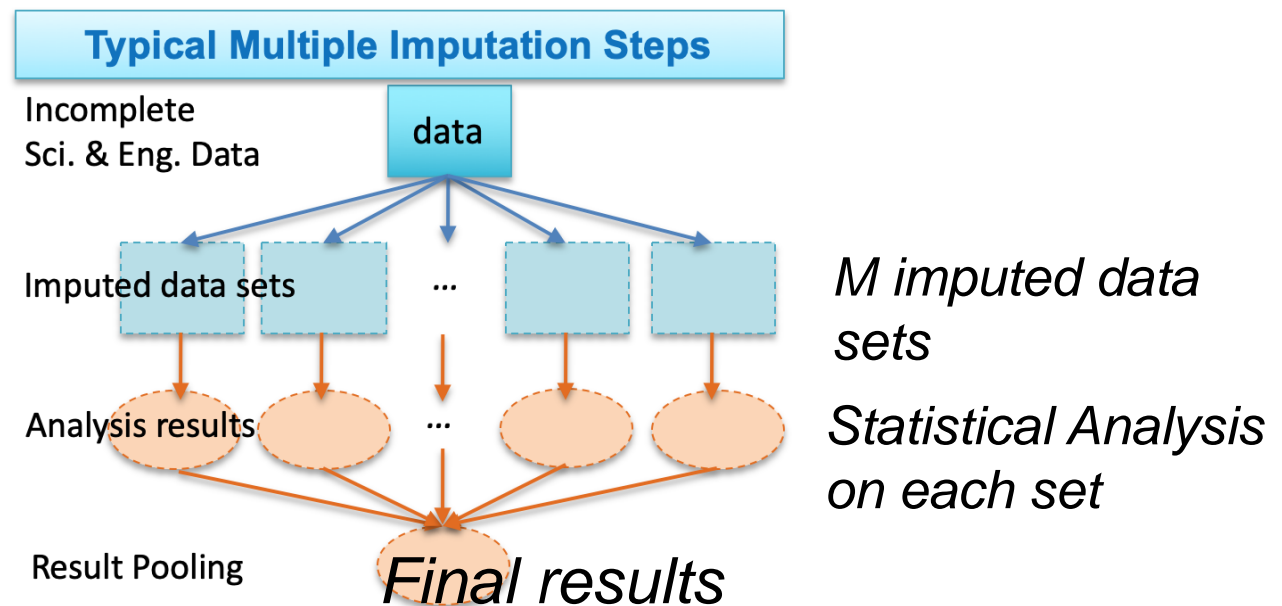 Typical Multiple Imputation Steps
Incomplete
Sci. & Eng. Data
data
Imputed data sets
...
M imputed data
sets
Analysis results
...
Statistical Analysis
on each set
Result Pooling
Final results